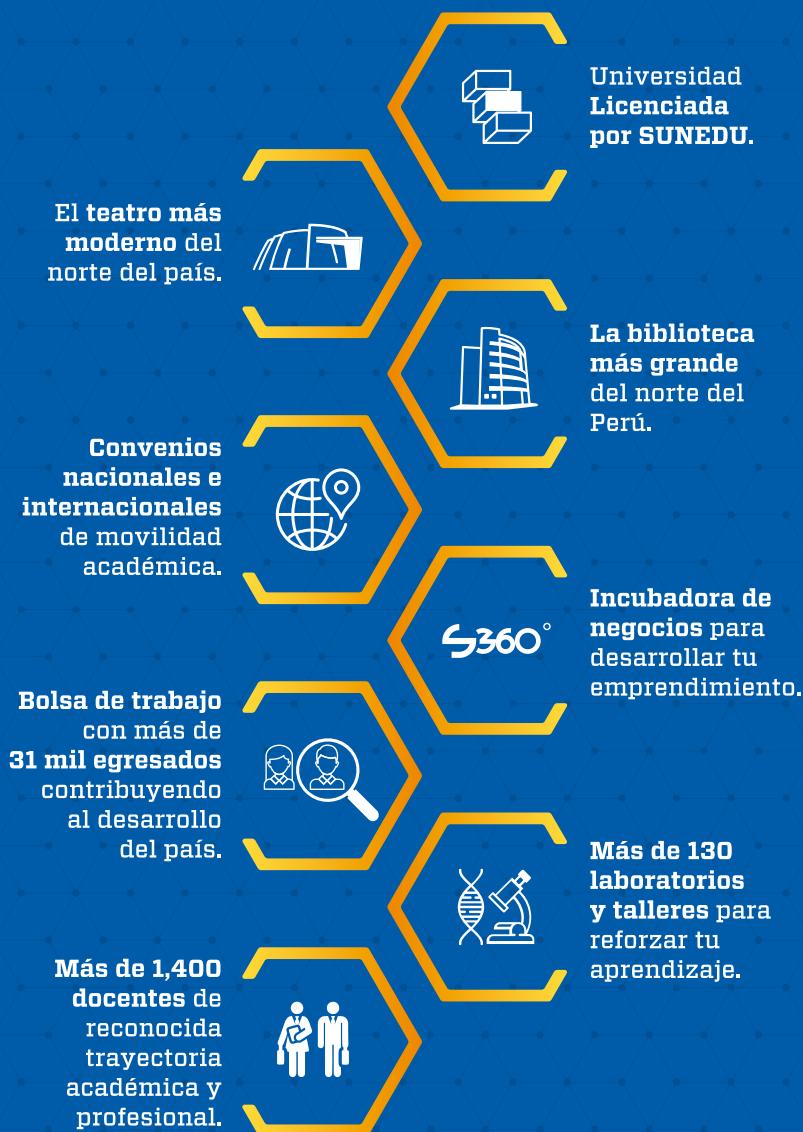 Universidad
Licenciada
por SUNEDU.
El teatro más
moderno del
norte del país.
La biblioteca
más grande
del norte del
Perú.
Convenios
nacionales e
internacionales
de movilidad
académica.
S360°
Incubadora de
negocios para
desarrollar tu
emprendimiento.
Bolsa de trabajo
con más de
31 mil egresados
contribuyendo
al desarrollo
del país.
Más de 130
laboratorios
y talleres para
reforzar tu
aprendizaje.
Más de 1,400
docentes de
reconocida
trayectoria
académica y
profesional.